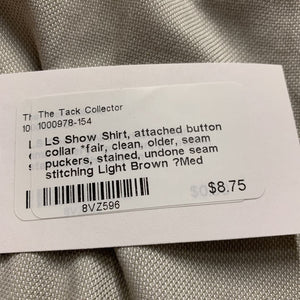 The Tack Collector
1000978-154
LS Show Shirt, attached button
collar *fair, clean, older, seam
puckers, stained, undone seam
stitching Light Brown ?Med
$8.75
8VZ596